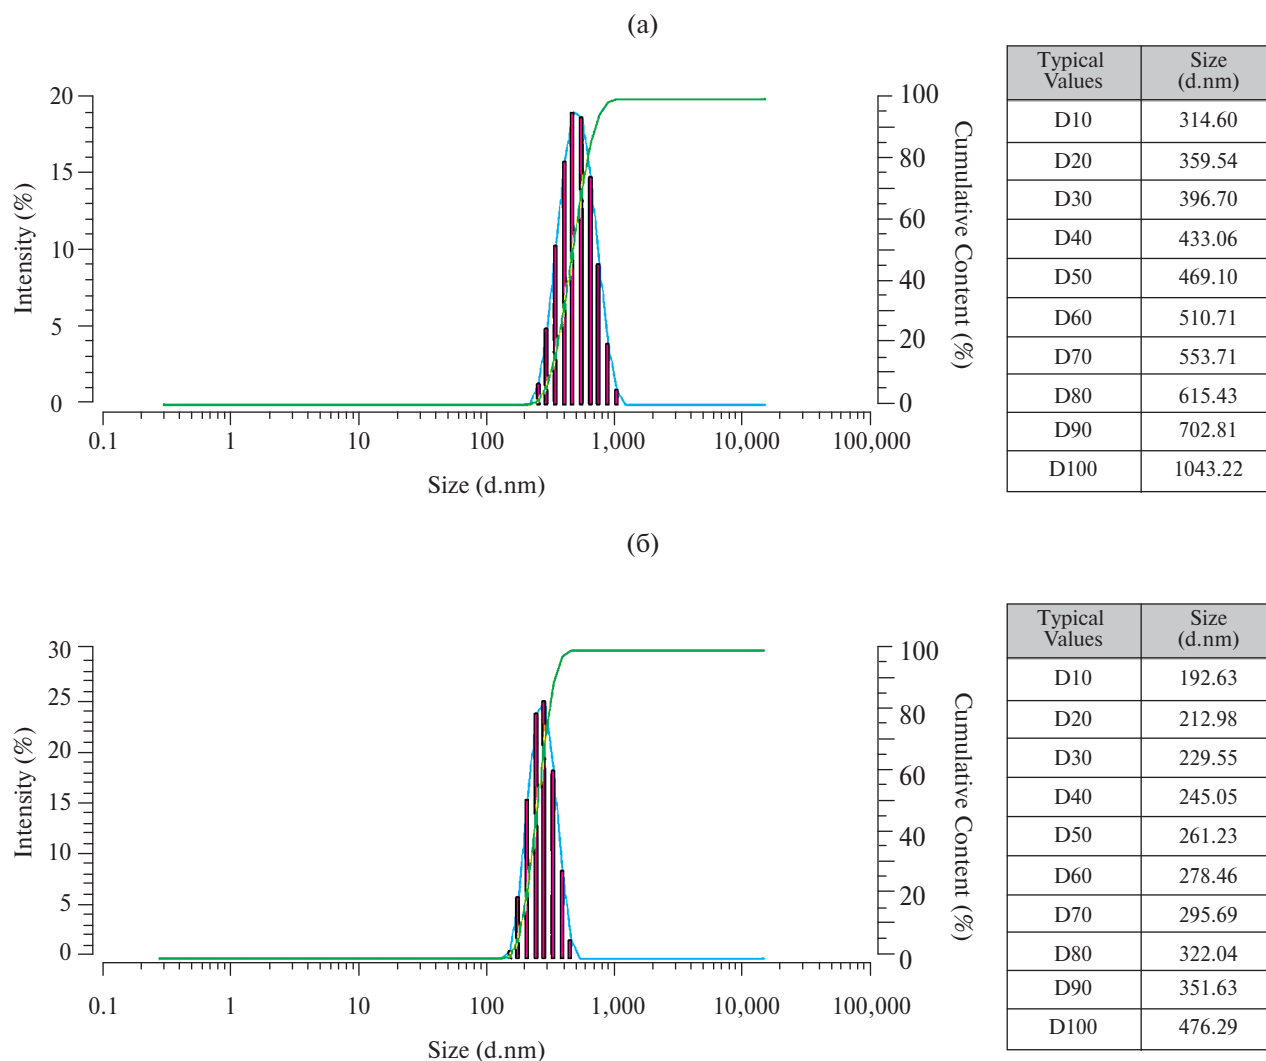 (а)
20
15
10
5
0
Intensity (%)
100
80
60
40
20
0
Cumulative Content (%)
0.1 1 10 100 1,000 10,000 100,000
Size (d.nm)
Typical Values Size (d.nm)
D10 314.60
D20 359.54
D30 396.70
D40 433.06
D50 469.10
D60 510.71
D70 553.71
D80 615.43
D90 702.81
D100 1043.22
(б)
30
25
20
15
10
5
0
Intensity (%)
100
80
60
40
20
0
Cumulative Content (%)
0.1 1 10 100 1,000 10,000 100,000
Size (d.nm)
Typical Values Size (d.nm)
D10 192.63
D20 212.98
D30 229.55
D40 245.05
D50 261.23
D60 278.46
D70 295.69
D80 322.04
D90 351.63
D100 476.29